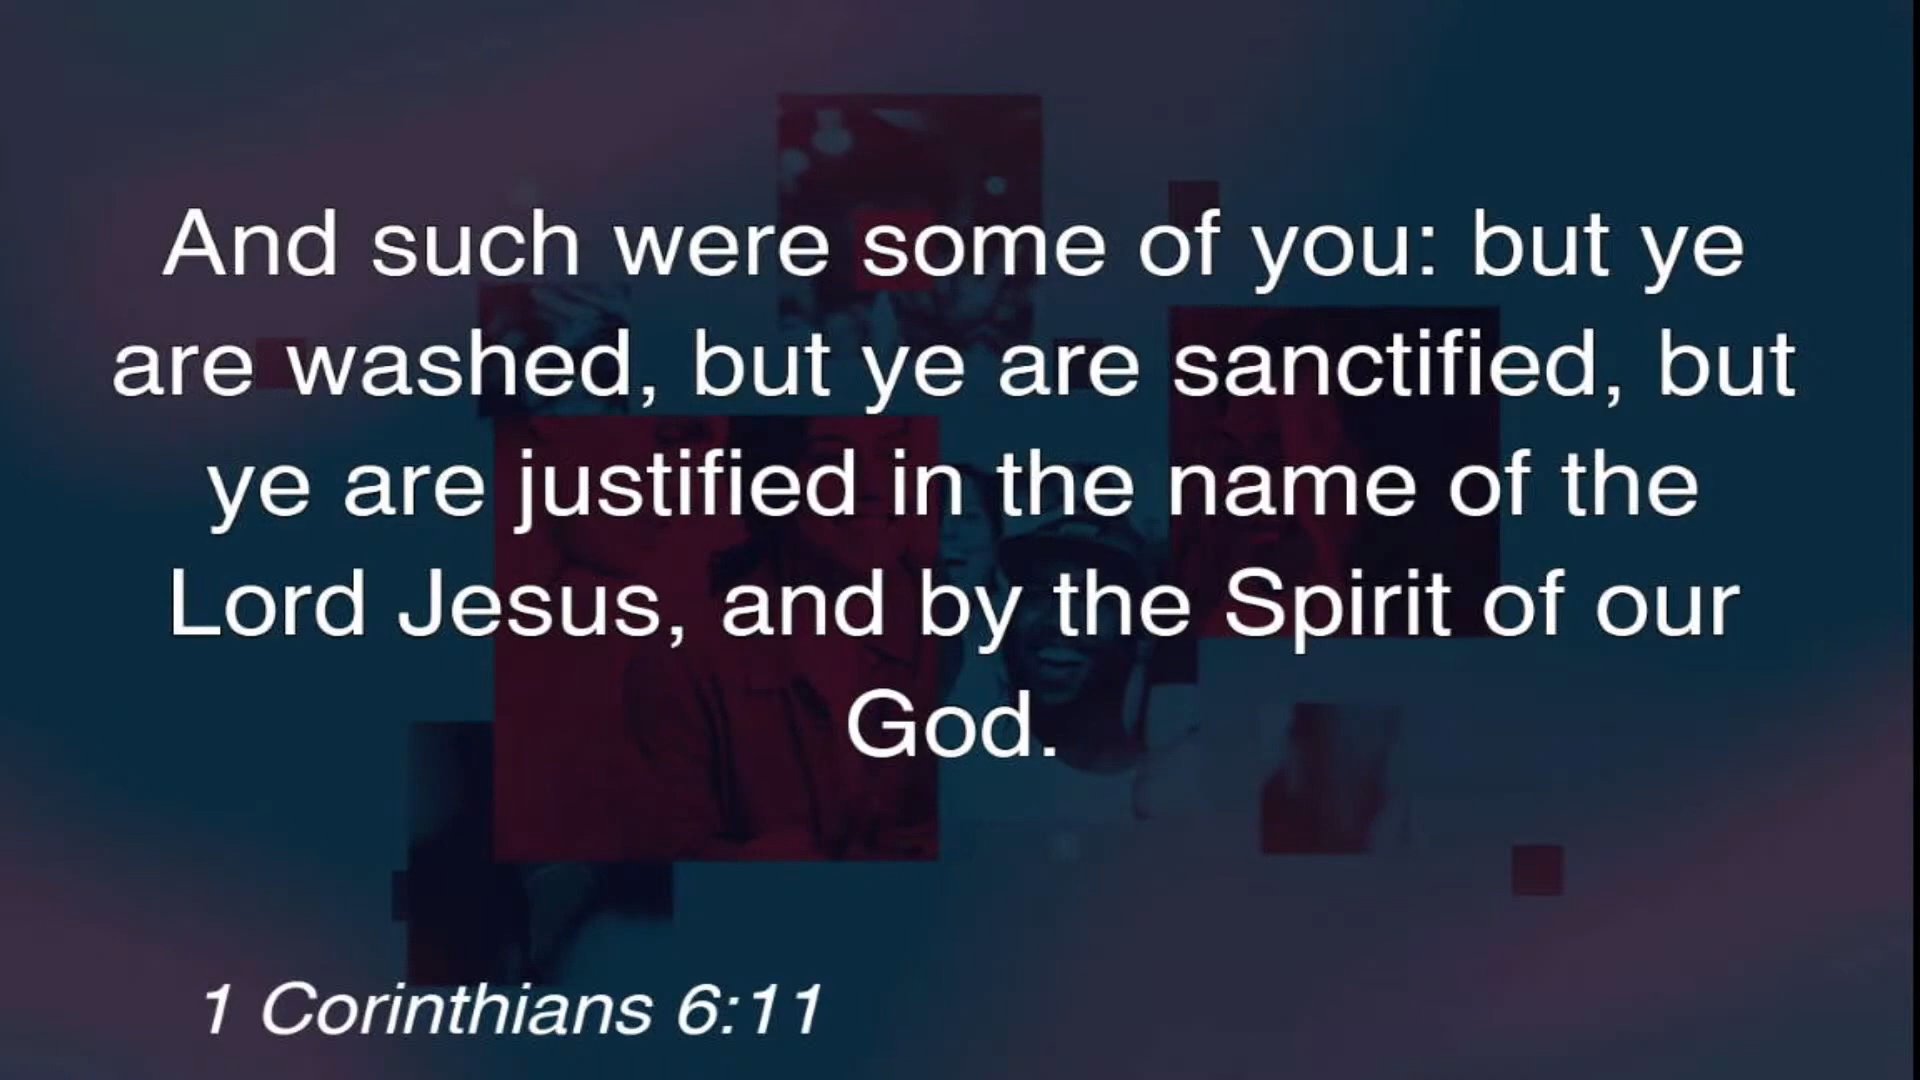 And such were some of you: but ye
are washed, but ye are sanctified, but
ye are justified in the name of the
Lord Jesus, and by the Spirit of our
God.
1 Corinthians 6:11